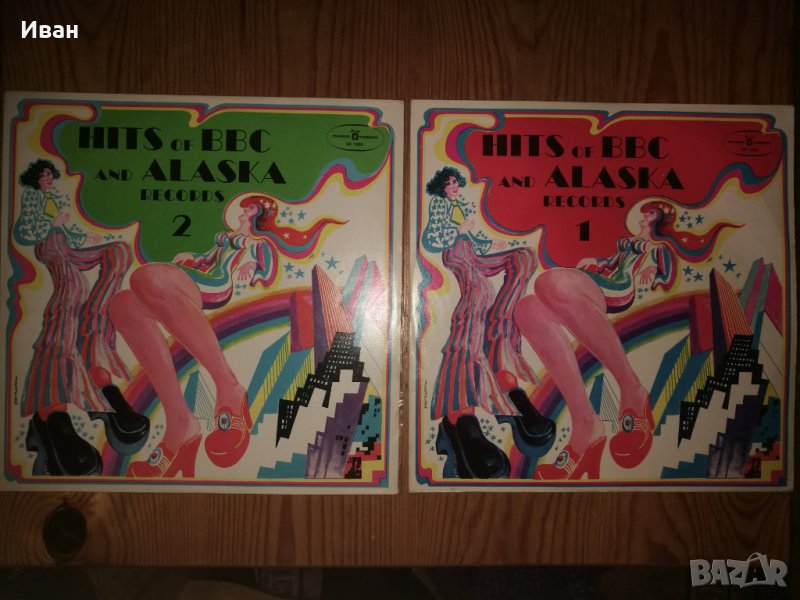 Иван
HITS OF BBC
AND ALASKA
RECORDS
2
HITS OF BBC
AND ALASKA
RECORDS
1
BAZAR